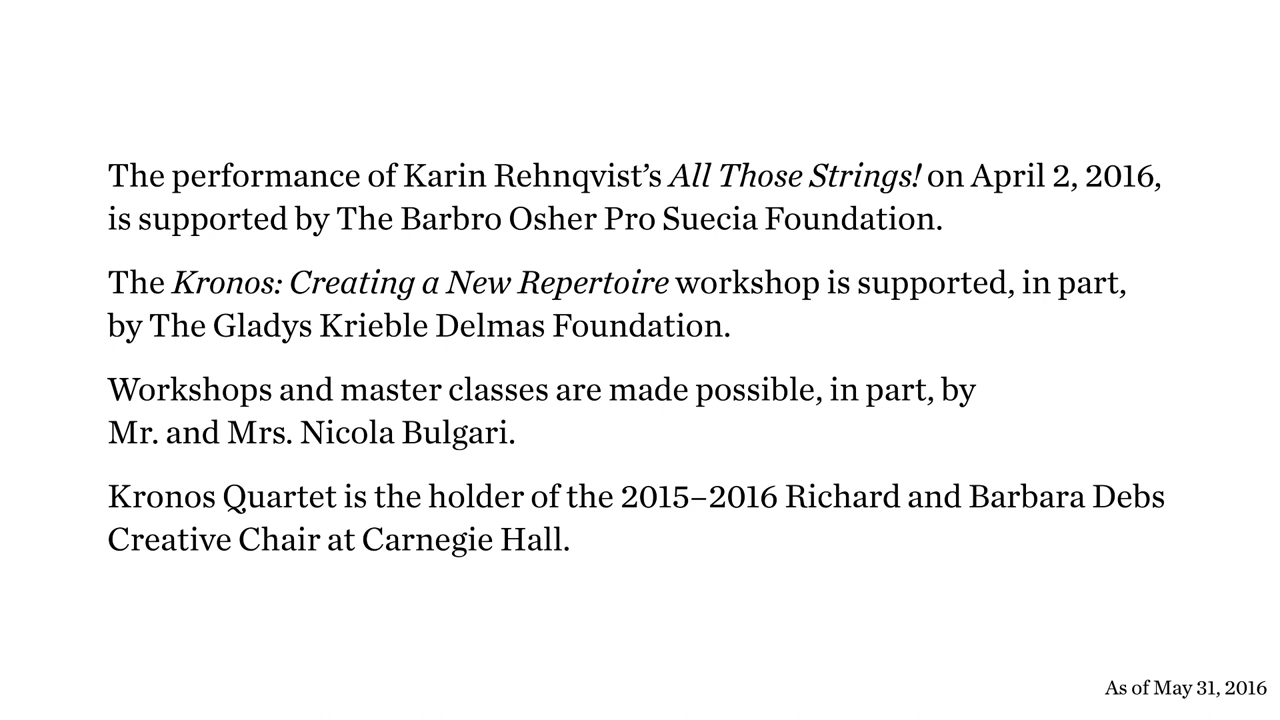 The performance of Karin Rehnqvist’s All Those Strings! on April 2, 2016,
is supported by The Barbro Osher Pro Suecia Foundation.
The Kronos: Creating a New Repertoire workshop is supported, in part,
by The Gladys Krieble Delmas Foundation.
Workshops and master classes are made possible, in part, by
Mr. and Mrs. Nicola Bulgari.
Kronos Quartet is the holder of the 2015–2016 Richard and Barbara Debs
Creative Chair at Carnegie Hall.
As of May 31, 2016